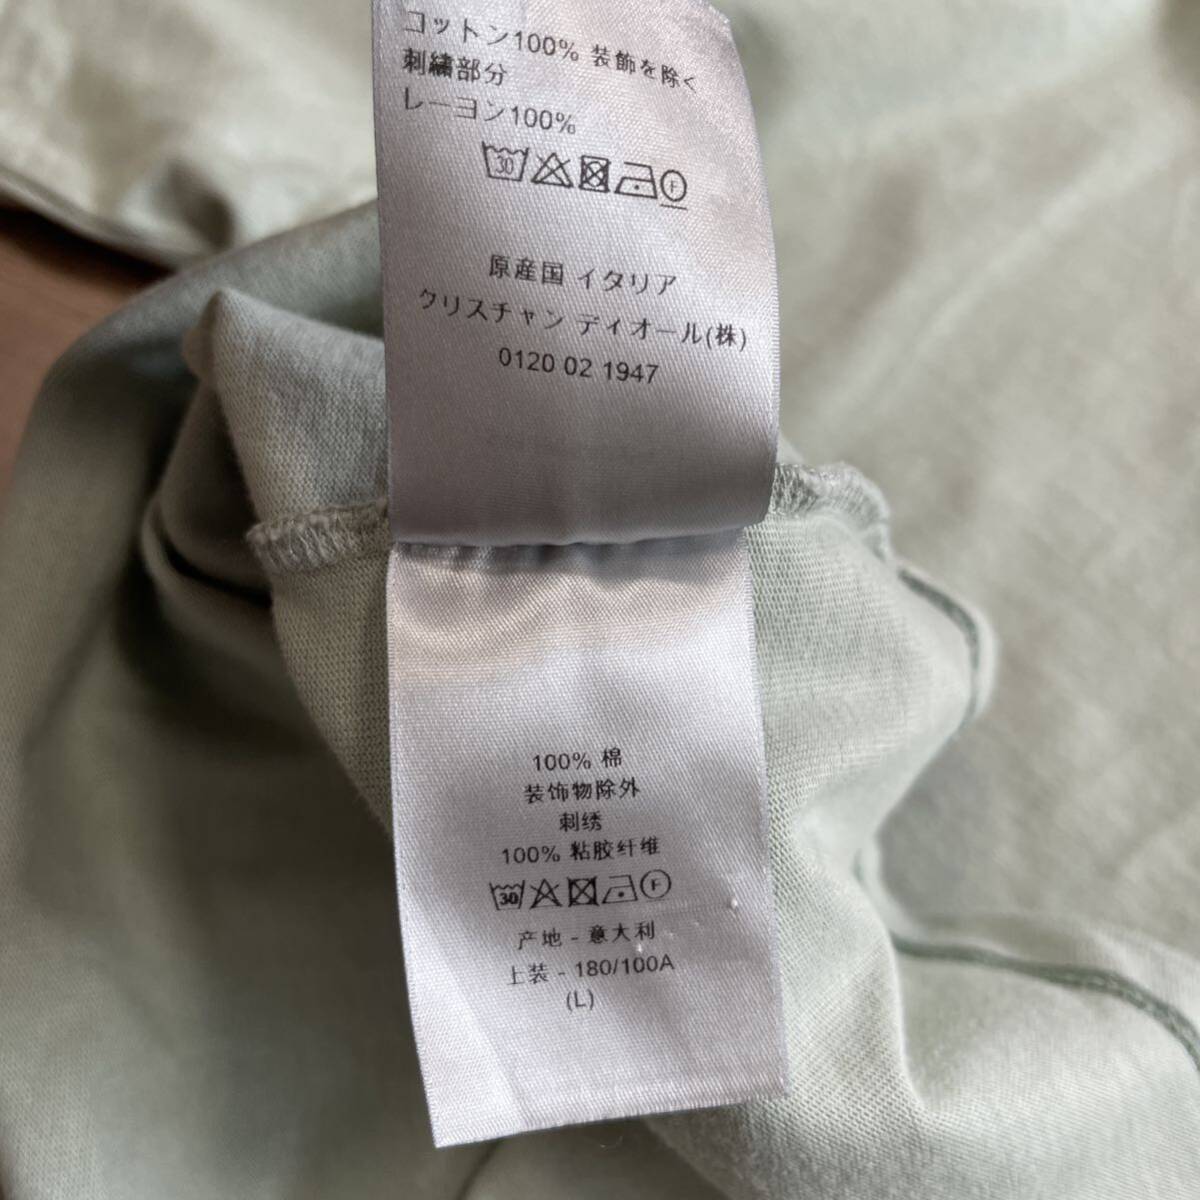 コットン100% 装飾を除く
刺繍部分
レーヨン100%
30 F
原産国 イタリア
クリスチャン ディオール(株)
0120 02 1947
100% 棉
装饰物除外
刺绣
100% 粘胶纤维
30 F
产地 - 意大利
上装 - 180/100A
(L)